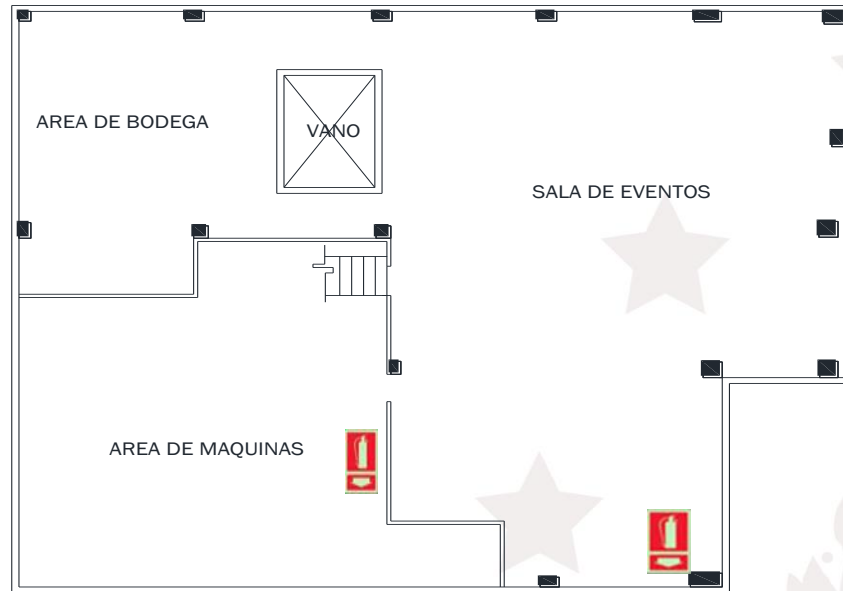 AREA DE BODEGA
VANO
SALA DE EVENTOS
AREA DE MAQUINAS